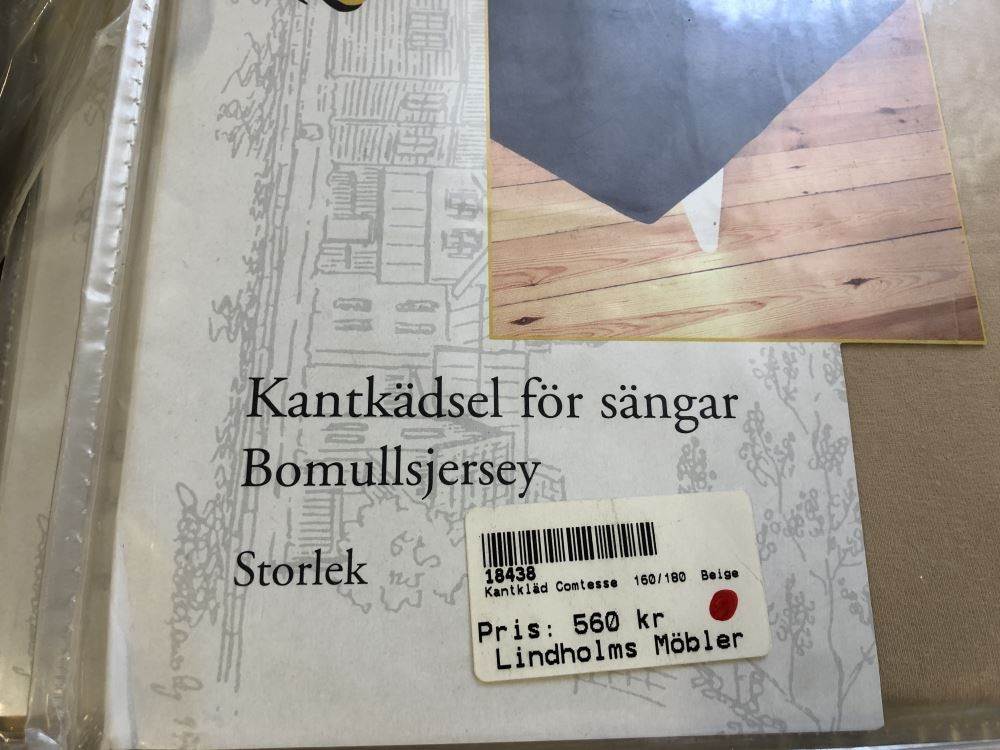 Kantkädsel för sängar
Bomullsjersey
Storlek
18438
Kantkläd Comtesse 160/180 Beige
Pris: 560 kr
Lindholms Möbler